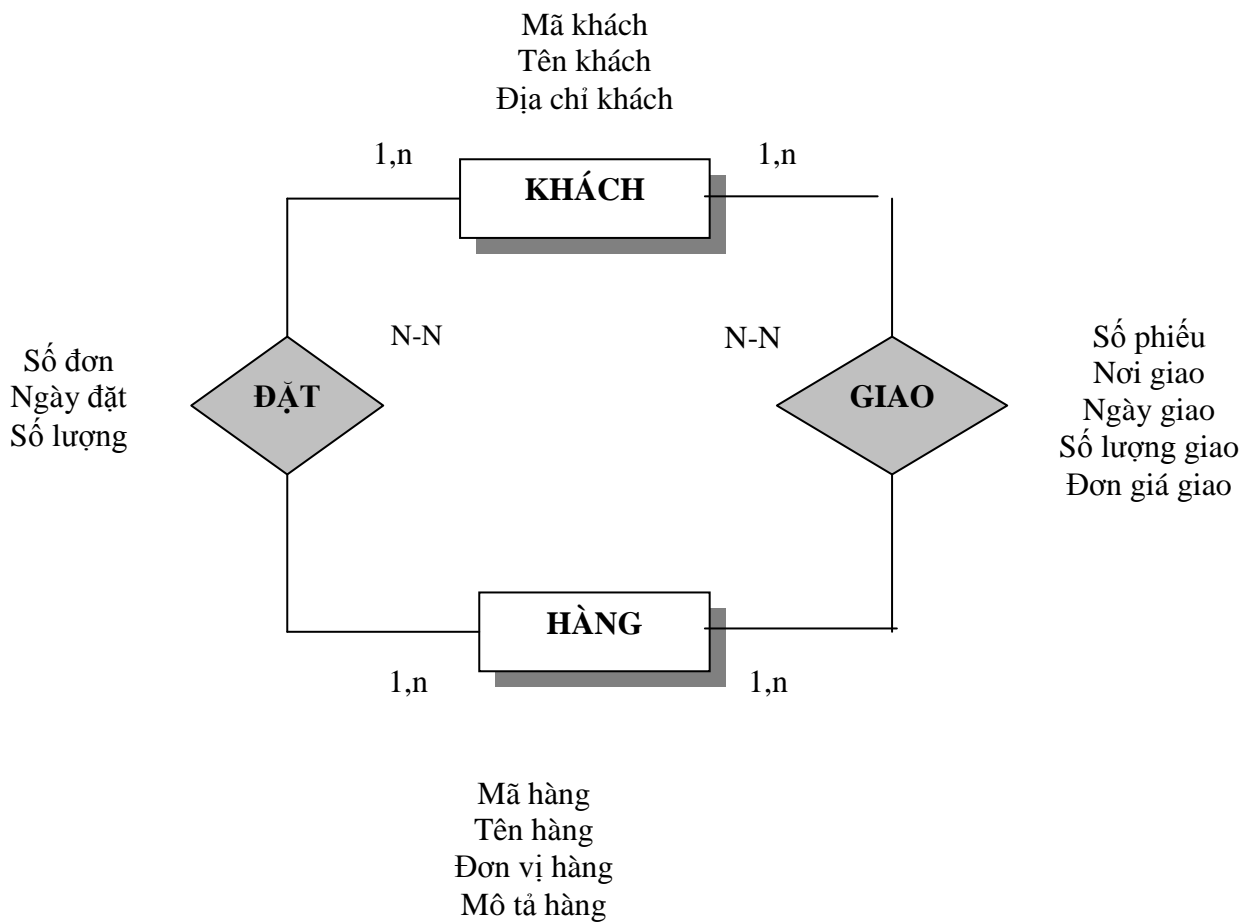 Mã khách
Tên khách
Địa chỉ khách
1,n
1,n
KHÁCH
N-N
N-N
Số đơn
Ngày đặt
Số lượng
ĐẶT
GIAO
Số phiếu
Nơi giao
Ngày giao
Số lượng giao
Đơn giá giao
HÀNG
1,n
1,n
Mã hàng
Tên hàng
Đơn vị hàng
Mô tả hàng